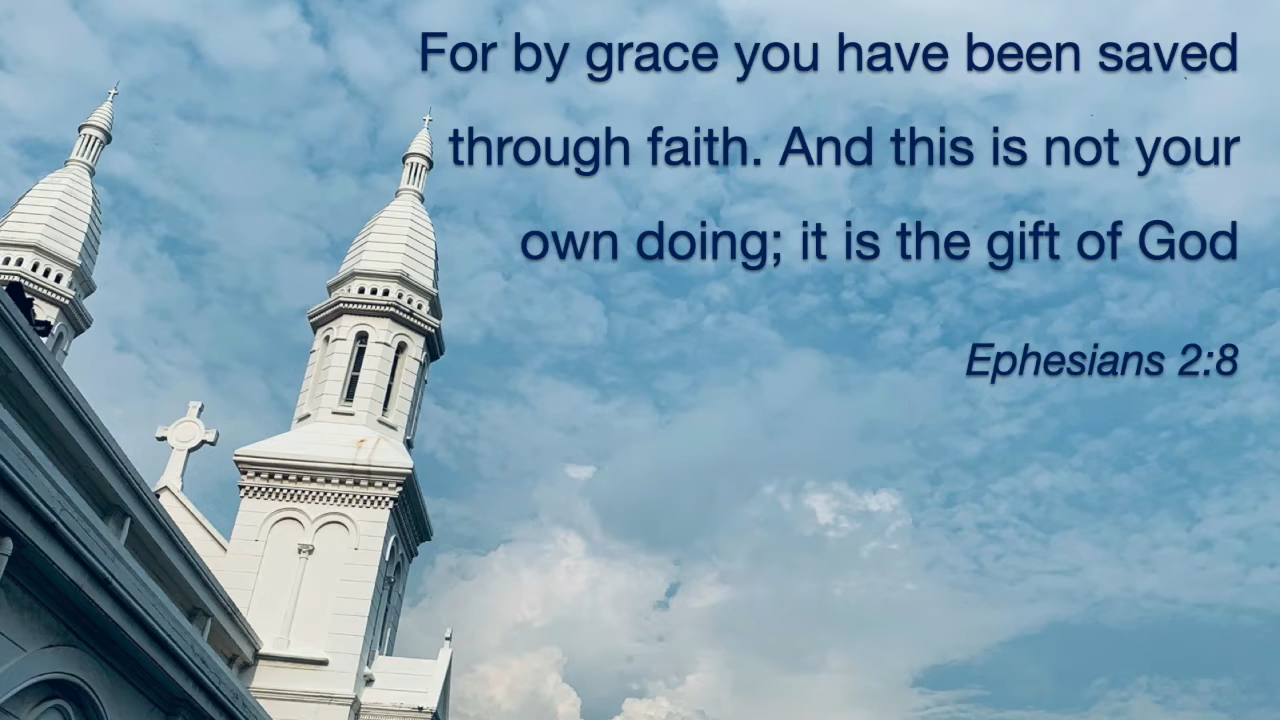 For by grace you have been saved
through faith. And this is not your
own doing; it is the gift of God
Ephesians 2:8